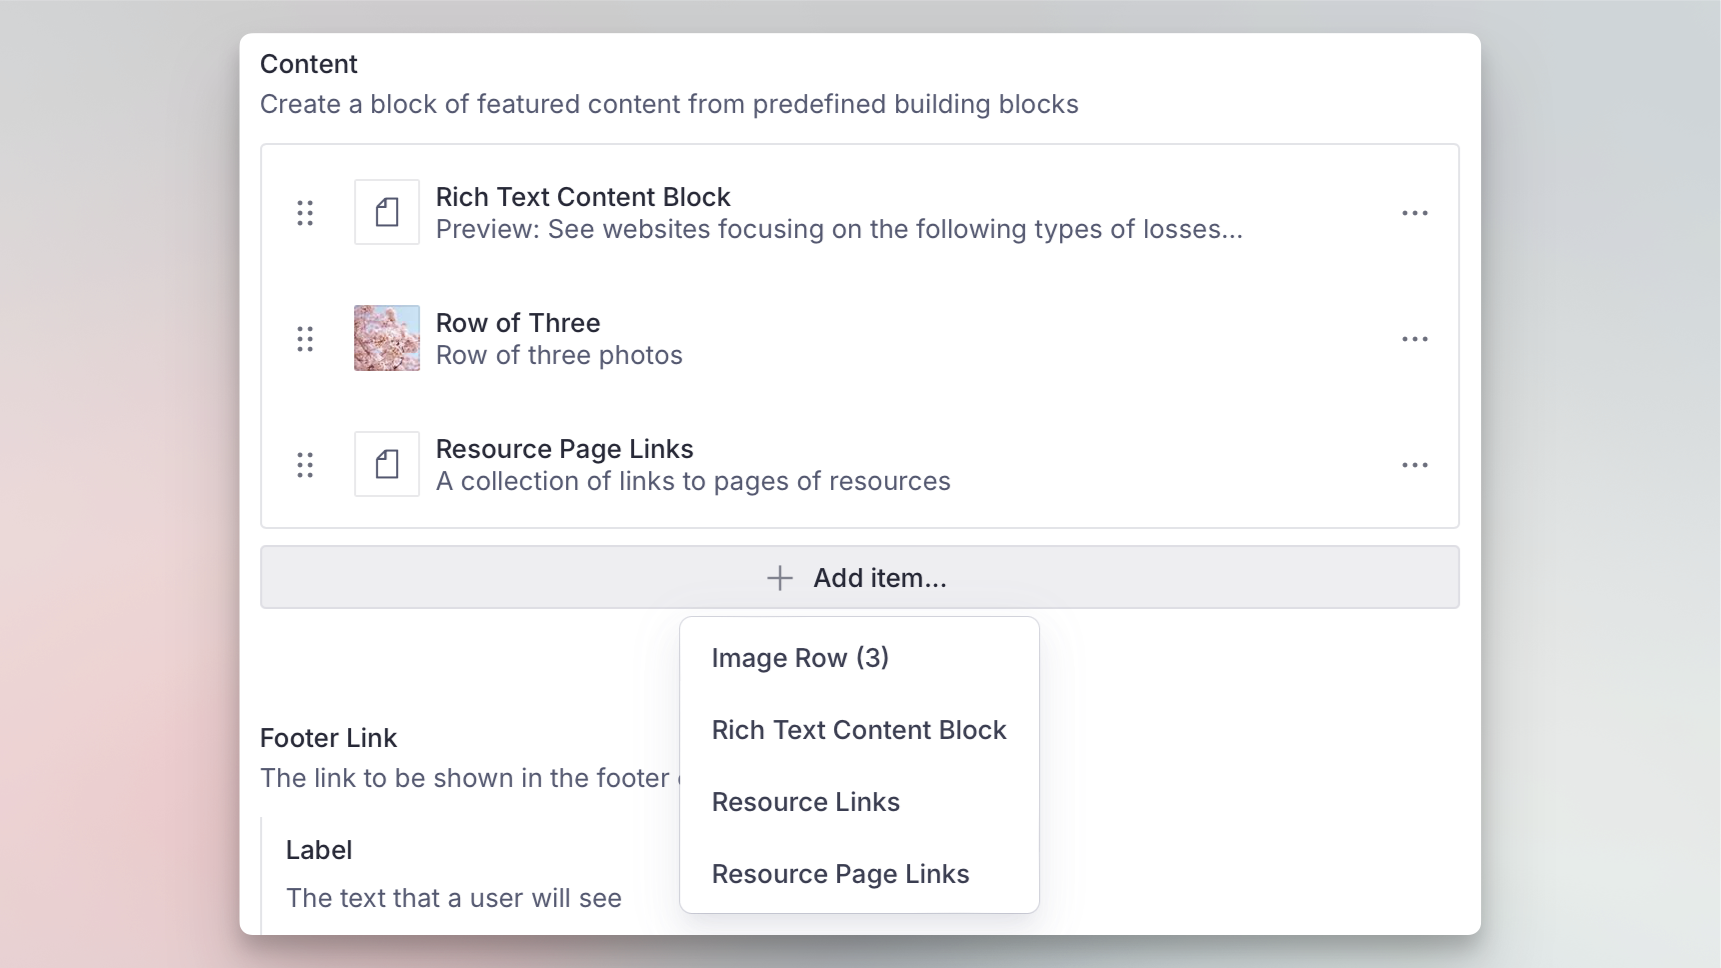 Content
Create a block of featured content from predefined building blocks
Rich Text Content Block
Preview: See websites focusing on the following types of losses...
Row of Three
Row of three photos
Resource Page Links
A collection of links to pages of resources
Add item...
Image Row (3)
Rich Text Content Block
Resource Links
Resource Page Links
Footer Link
The link to be shown in the footer
Label
The text that a user will see